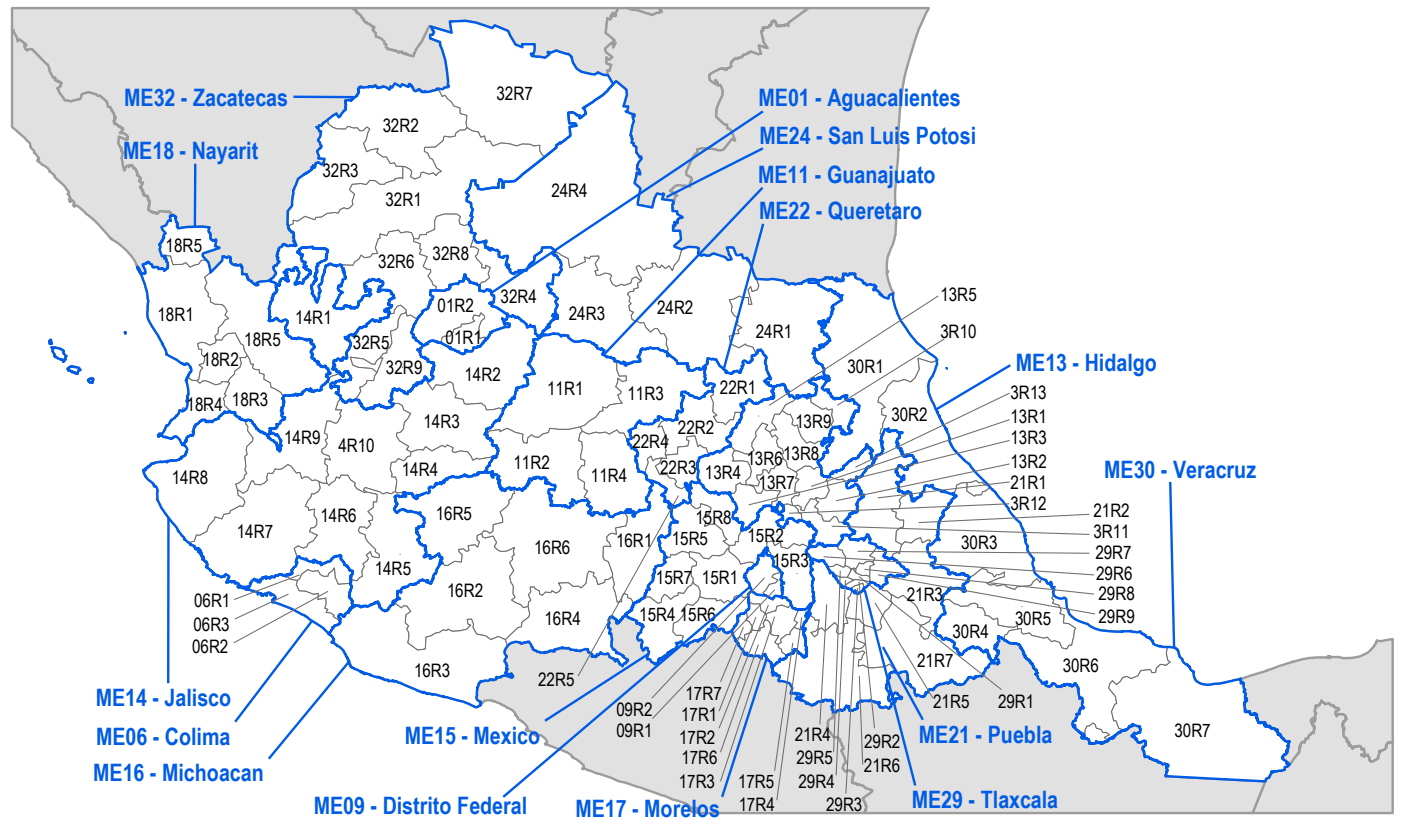 32R7
ME32 - Zacatecas
ME01 - Aguacalientes
32R2
ME24 - San Luis Potosi
ME18 - Nayarit
32R3
ME11 - Guanajuato
24R4
32R1
ME22 - Queretaro
18R5
32R8
32R6
13R5
32R4
01R2
24R2
18R1
24R3
14R1
24R1
3R10
01R1
18R5
32R5
18R2
ME13 - Hidalgo
30R1
32R9
14R2
11R1
22R1
11R3
3R13
18R3
18R4
30R2
13R1
14R3
13R9
22R2
14R9
13R3
22R4
4R10
13R6
13R8
13R2
11R2
22R3
14R4
13R4
ME30 - Veracruz
14R8
11R4
21R1
13R7
3R12
16R5
14R6
15R8
21R2
14R7
3R11
15R5
15R2
16R1
30R3
16R6
29R7
15R3
14R5
29R6
15R7
15R1
16R2
29R8
21R3
06R1
15R4
15R6
29R9
16R4
30R5
06R3
30R4
06R2
21R7
30R6
16R3
22R5
17R7
ME14 - Jalisco
21R5
29R1
09R2
17R1
09R1
30R7
21R4
ME06 - Colima
ME15 - Mexico
17R2
ME21 - Puebla
29R2
17R6
29R5
21R6
ME16 - Michoacan
17R3
17R5
29R4
ME29 - Tlaxcala
17R4
29R3
ME09 - Distrito Federal
ME17 - Morelos